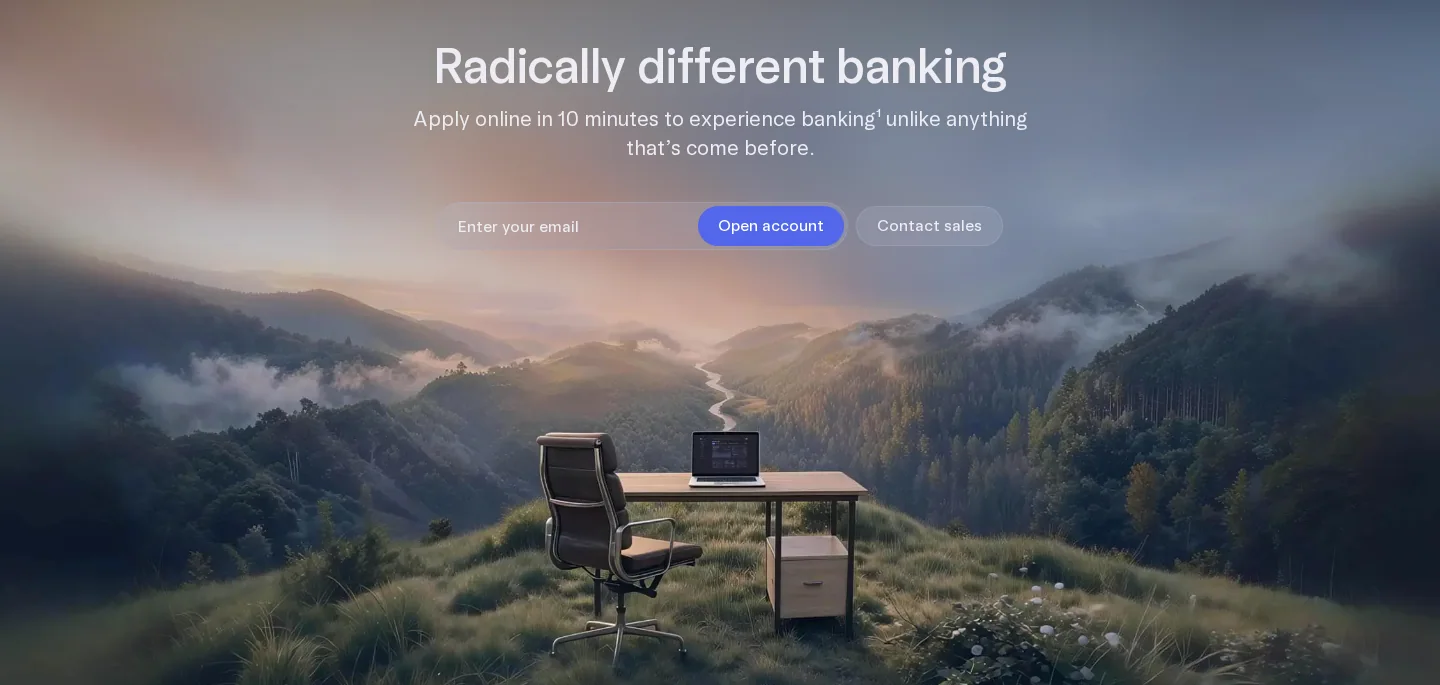 Radically different banking
Apply online in 10 minutes to experience banking¹ unlike anything
that’s come before.
Enter your email
Open account
Contact sales